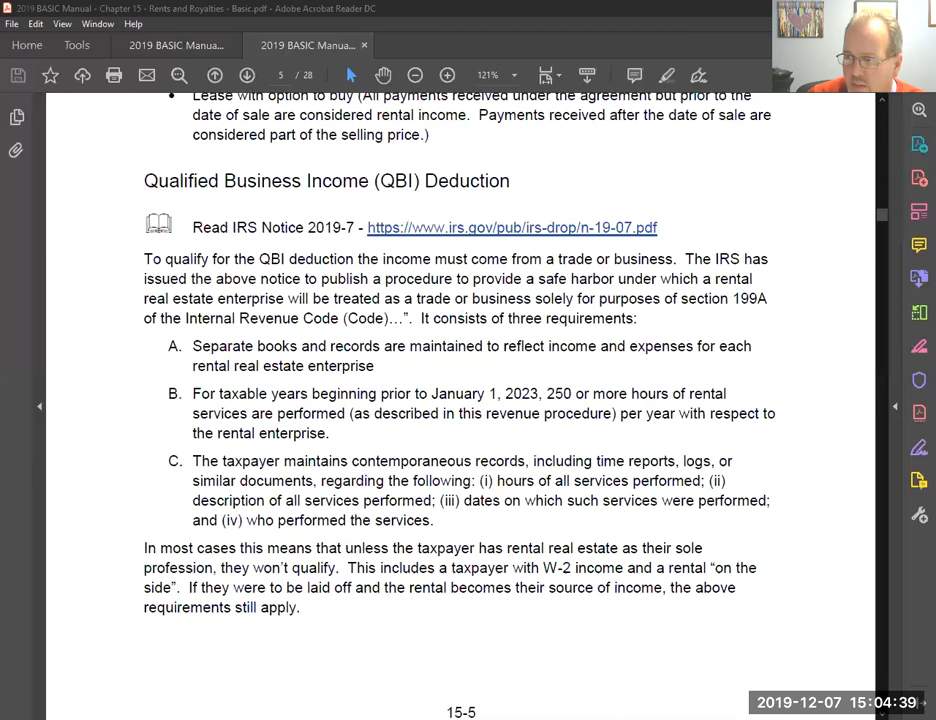 2019 BASIC Manual - Chapter 15 - Rents and Royalties - Basic.pdf - Adobe Acrobat Reader DC
File Edit View Window Help
Home Tools 2019 BASIC Manua... 2019 BASIC Manua... ×
5 / 28 121%
• Lease with option to buy (All payments received under the agreement but prior to the
date of sale are considered rental income. Payments received after the date of sale are
considered part of the selling price.)
Qualified Business Income (QBI) Deduction
Read IRS Notice 2019-7 - https://www.irs.gov/pub/irs-drop/n-19-07.pdf
To qualify for the QBI deduction the income must come from a trade or business. The IRS has
issued the above notice to publish a procedure to provide a safe harbor under which a rental
real estate enterprise will be treated as a trade or business solely for purposes of section 199A
of the Internal Revenue Code (Code)…”. It consists of three requirements:
A. Separate books and records are maintained to reflect income and expenses for each
rental real estate enterprise
B. For taxable years beginning prior to January 1, 2023, 250 or more hours of rental
services are performed (as described in this revenue procedure) per year with respect to
the rental enterprise.
C. The taxpayer maintains contemporaneous records, including time reports, logs, or
similar documents, regarding the following: (i) hours of all services performed; (ii)
description of all services performed; (iii) dates on which such services were performed;
and (iv) who performed the services.
In most cases this means that unless the taxpayer has rental real estate as their sole
profession, they won’t qualify. This includes a taxpayer with W-2 income and a rental “on the
side”. If they were to be laid off and the rental becomes their source of income, the above
requirements still apply.
15-5
2019-12-07 15:04:39